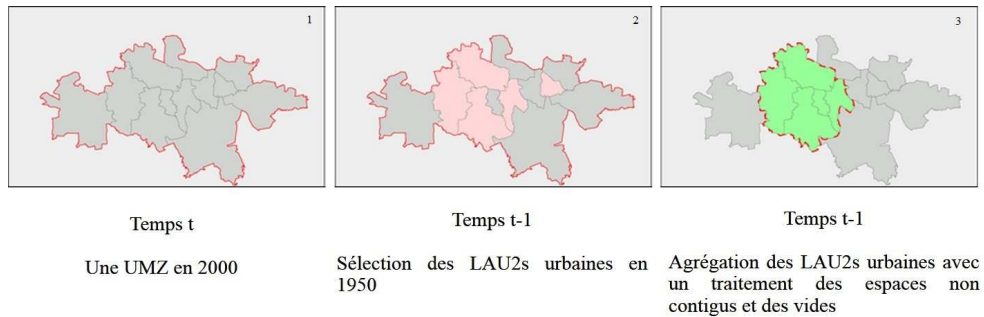 1
2
3
Temps t
Une UMZ en 2000
Temps t-1
Sélection des LAU2s urbaines en
1950
Temps t-1
Agrégation des LAU2s urbaines avec
un traitement des espaces non
contigus et des vides